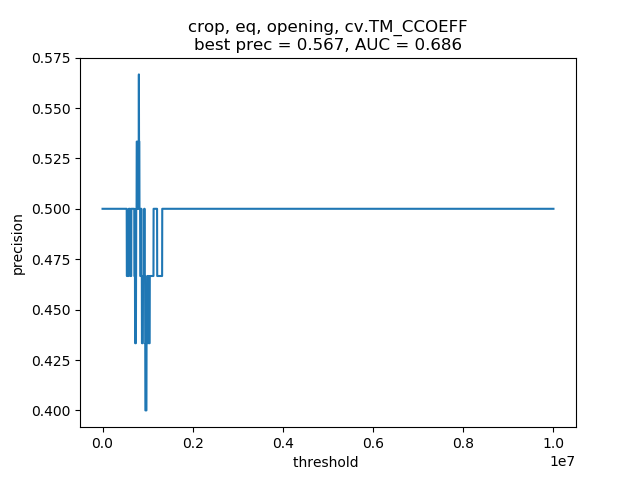 crop, eq, opening, cv.TM_CCOEFF
best prec = 0.567, AUC = 0.686
0.575
0.550
0.525
0.500
0.475
0.450
0.425
0.400
precision
0.0 0.2 0.4 0.6 0.8 1.0
1e7
threshold